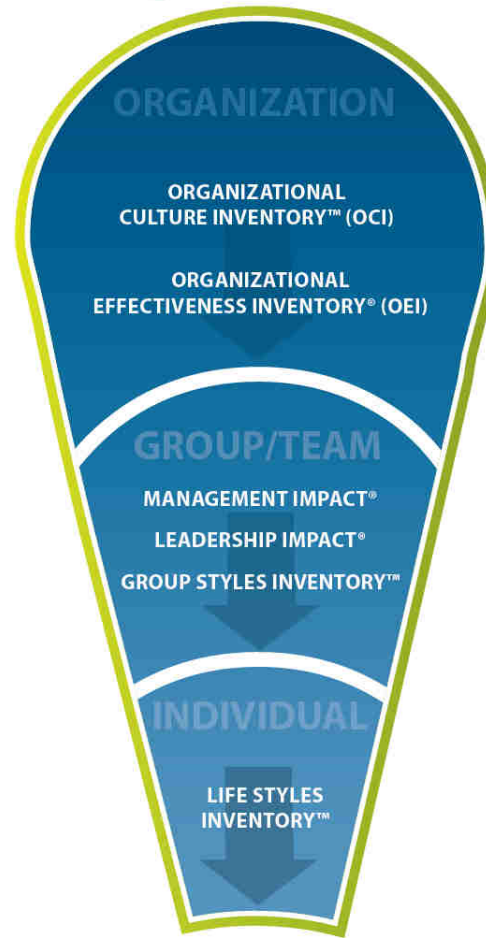 ORGANIZATION
ORGANIZATIONAL
CULTURE INVENTORY™ (OCI)
ORGANIZATIONAL
EFFECTIVENESS INVENTORY® (OEI)
GROUP/TEAM
MANAGEMENT IMPACT®
LEADERSHIP IMPACT®
GROUP STYLES INVENTORY™
INDIVIDUAL
LIFE STYLES
INVENTORY™